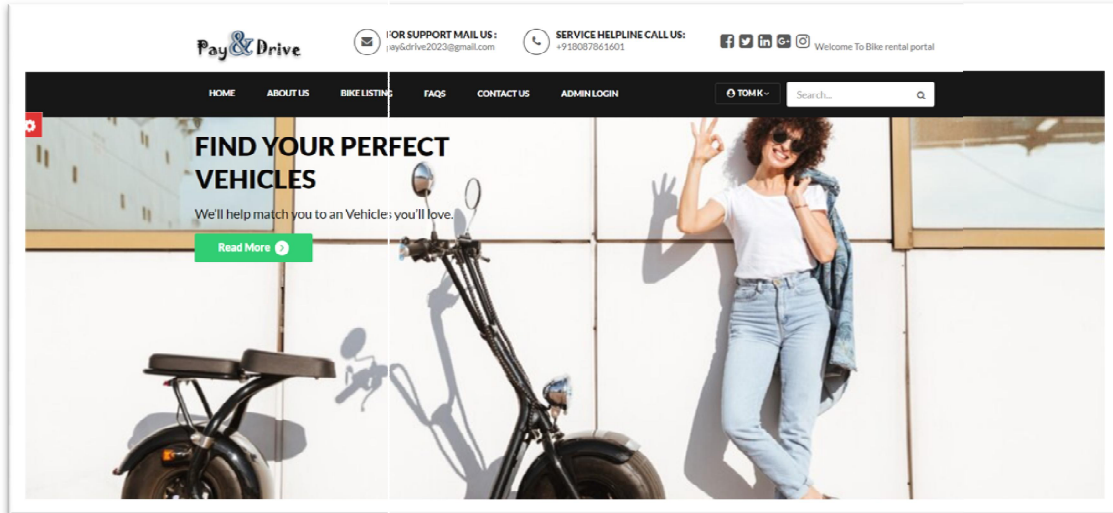 Pay & Drive
FOR SUPPORT MAIL US :
pay&drive2023@gmail.com
SERVICE HELPLINE CALL US:
+918087861601
Welcome To Bike rental portal
HOME ABOUT US BIKE LISTING FAQS CONTACT US ADMIN LOGIN
TOM K
Search...
FIND YOUR PERFECT
VEHICLES
We'll help match you to an Vehicles you'll love.
Read More